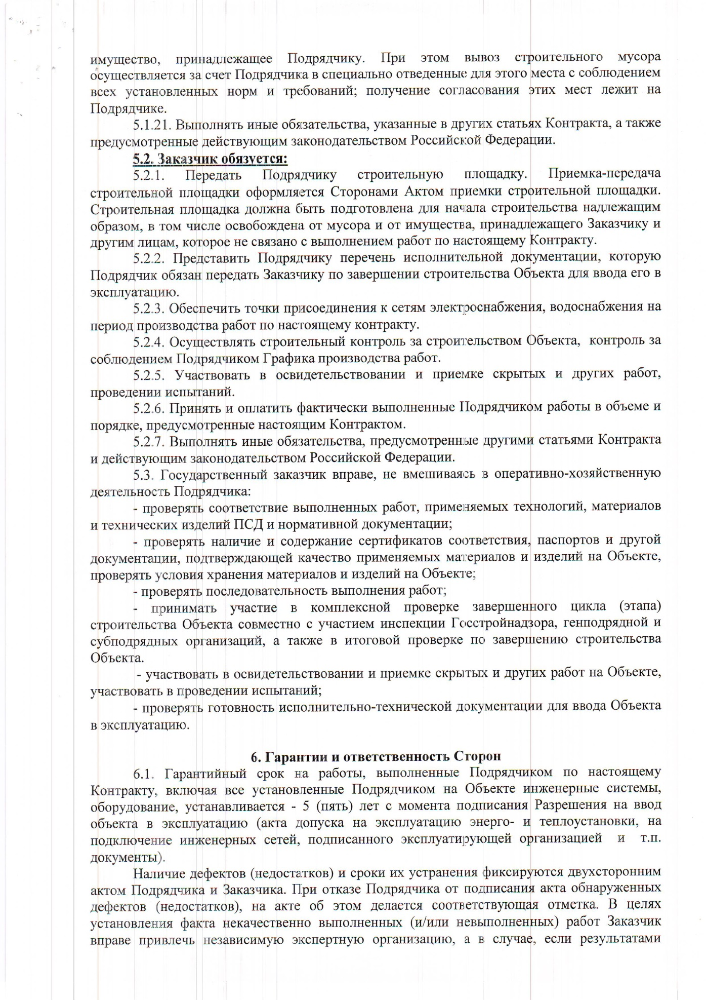 имущество, принадлежащее Подрядчику. При этом вывоз строительного мусора
осуществляется за счет Подрядчика в специально отведенные для этого места с соблюдением
всех установленных норм и требований; получение согласования этих мест лежит на
Подрядчике.
5.1.21. Выполнять иные обязательства, указанные в других статьях Контракта, а также
предусмотренные действующим законодательством Российской Федерации.
5.2. Заказчик обязуется:
5.2.1. Передать Подрядчику строительную площадку. Приемка-передача
строительной площадки оформляется Сторонами Актом приемки строительной площадки.
Строительная площадка должна быть подготовлена для начала строительства надлежащим
образом, в том числе освобождена от мусора и от имущества, принадлежащего Заказчику и
другим лицам, которое не связано с выполнением работ по настоящему Контракту.
5.2.2. Представить Подрядчику перечень исполнительной документации, которую
Подрядчик обязан передать Заказчику по завершении строительства Объекта для ввода его в
эксплуатацию.
5.2.3. Обеспечить точки присоединения к сетям электроснабжения, водоснабжения на
период производства работ по настоящему контракту.
5.2.4. Осуществлять строительный контроль за строительством Объекта, контроль за
соблюдением Подрядчиком Графика производства работ.
5.2.5. Участвовать в освидетельствовании и приемке скрытых и других работ,
проведении испытаний.
5.2.6. Принять и оплатить фактически выполненные Подрядчиком работы в объеме и
порядке, предусмотренные настоящим Контрактом.
5.2.7. Выполнять иные обязательства, предусмотренные другими статьями Контракта
и действующим законодательством Российской Федерации.
5.3. Государственный заказчик вправе, не вмешиваясь в оперативно-хозяйственную
деятельность Подрядчика:
- проверять соответствие выполненных работ, применяемых технологий, материалов
и технических изделий ПСД и нормативной документации;
- проверять наличие и содержание сертификатов соответствия, паспортов и другой
документации, подтверждающей качество применяемых материалов и изделий на Объекте,
проверять условия хранения материалов и изделий на Объекте;
- проверять последовательность выполнения работ;
- принимать участие в комплексной проверке завершенного цикла (этапа)
строительства Объекта совместно с участием инспекции Госстройнадзора, генподрядной и
субподрядных организаций, а также в итоговой проверке по завершению строительства
Объекта.
- участвовать в освидетельствовании и приемке скрытых и других работ на Объекте,
участвовать в проведении испытаний;
- проверять готовность исполнительно-технической документации для ввода Объекта
в эксплуатацию.
6. Гарантии и ответственность Сторон
6.1. Гарантийный срок на работы, выполненные Подрядчиком по настоящему
Контракту, включая все установленные Подрядчиком на Объекте инженерные системы,
оборудование, устанавливается - 5 (пять) лет с момента подписания Разрешения на ввод
объекта в эксплуатацию (акта допуска на эксплуатацию энерго- и теплоустановки, на
подключение инженерных сетей, подписанного эксплуатирующей организацией и т.п.
документы).
Наличие дефектов (недостатков) и сроки их устранения фиксируются двухсторонним
актом Подрядчика и Заказчика. При отказе Подрядчика от подписания акта обнаруженных
дефектов (недостатков), на акте об этом делается соответствующая отметка. В целях
установления факта некачественно выполненных (и/или невыполненных) работ Заказчик
вправе привлечь независимую экспертную организацию, а в случае, если результатами